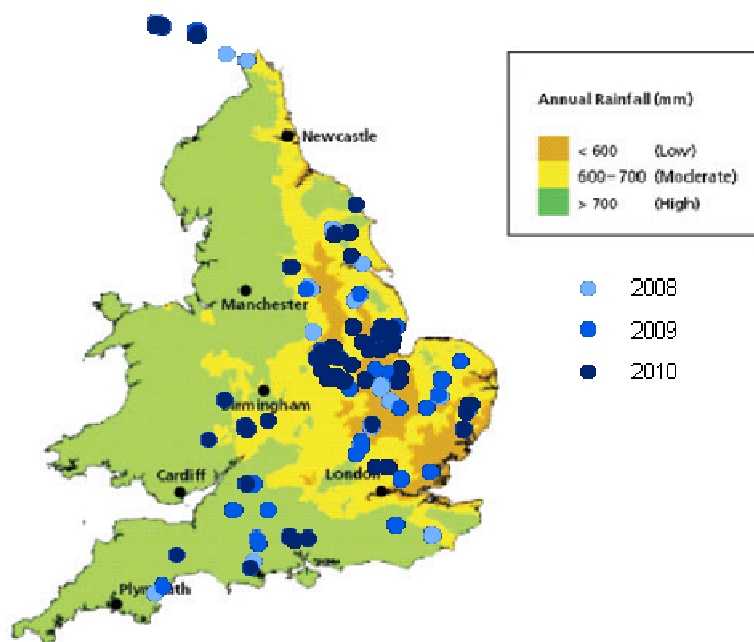 Newcastle
Annual Rainfall (mm)
< 600 (Low)
600–700 (Moderate)
> 700 (High)
Manchester
2008
2009
2010
Birmingham
Cardiff
London
Plymouth